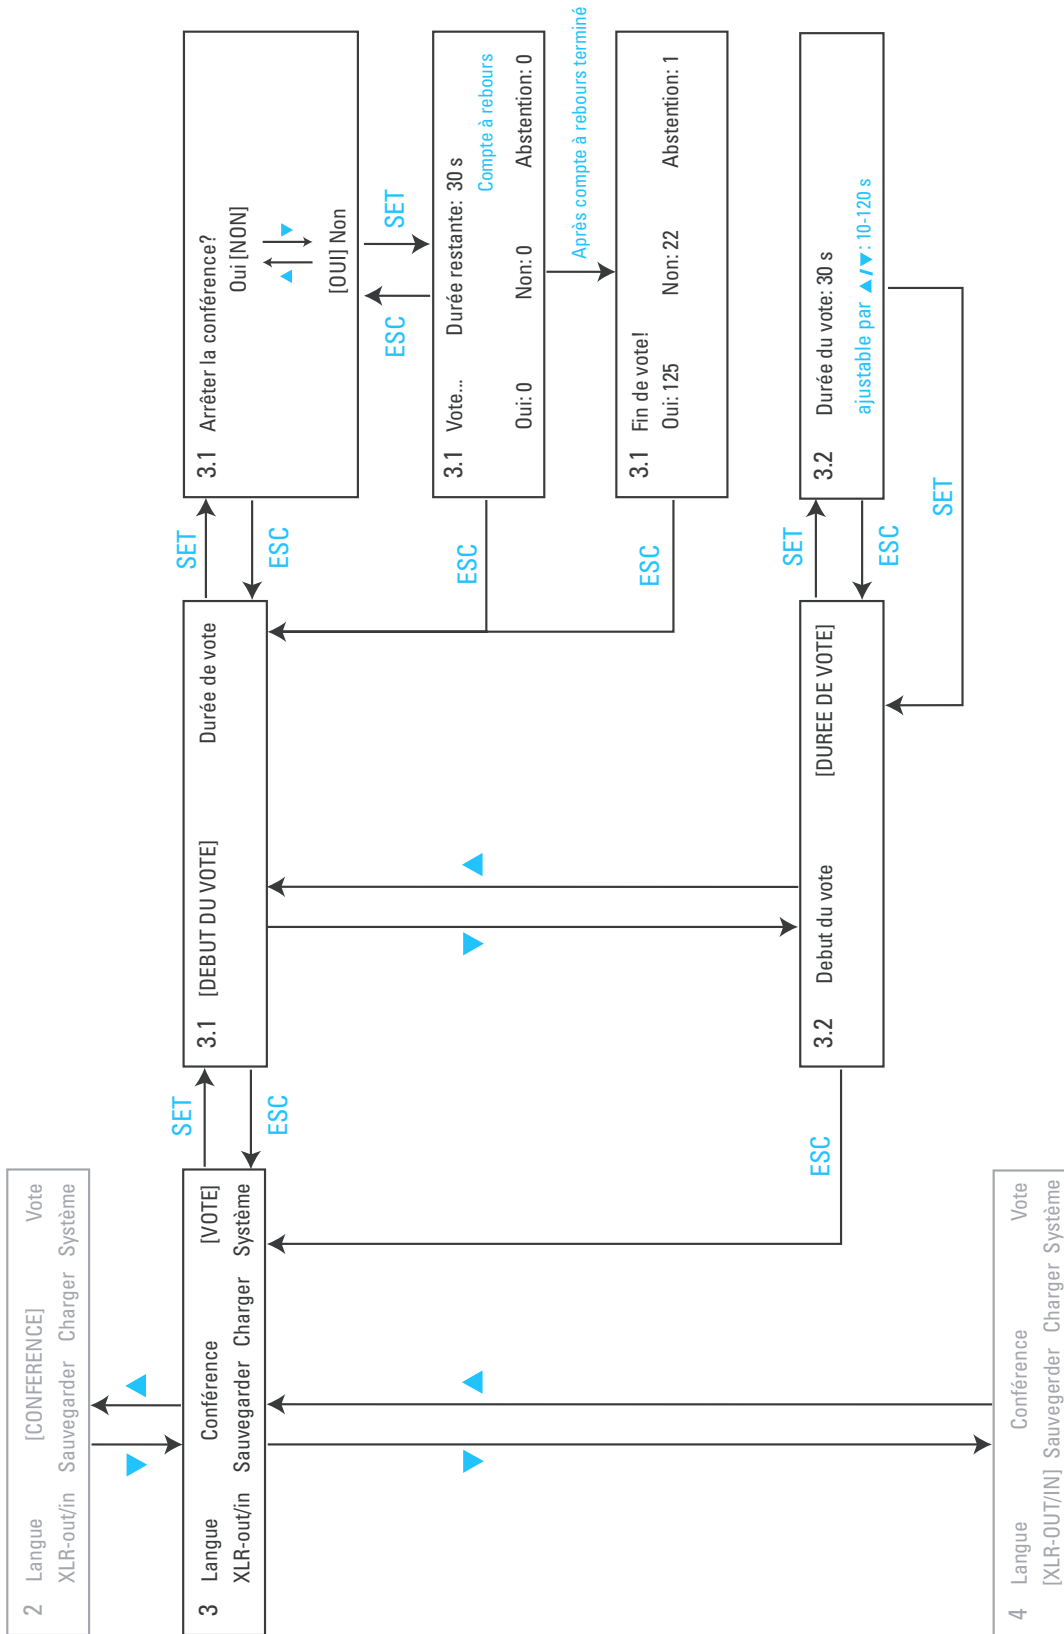 2 Langue [CONFERENCE] Vote
XLR-out/in Sauvegarder Charger Système
▼ ▲
3 Langue Conférence [VOTE]
XLR-out/in Sauvegarder Charger Système
SET
ESC
3.1 [DEBUT DU VOTE] Durée de vote
SET
ESC
3.1 Arrêter la conférence?
Oui [NON]
▲ ▼
[OUI] Non
ESC SET
3.1 Vote... Durée restante: 30 s
Compte à rebours
Oui: 0 Non: 0 Abstention: 0
ESC
Après compte à rebours terminé
3.1 Fin de vote!
Oui: 125 Non: 22 Abstention: 1
ESC
▼ ▲
▼ ▲
3.2 Debut du vote [DUREE DE VOTE]
ESC
SET
ESC
3.2 Durée du vote: 30 s
ajustable par ▲/▼: 10-120 s
SET
4 Langue Conférence Vote
[XLR-OUT/IN] Sauvegerder Charger Système